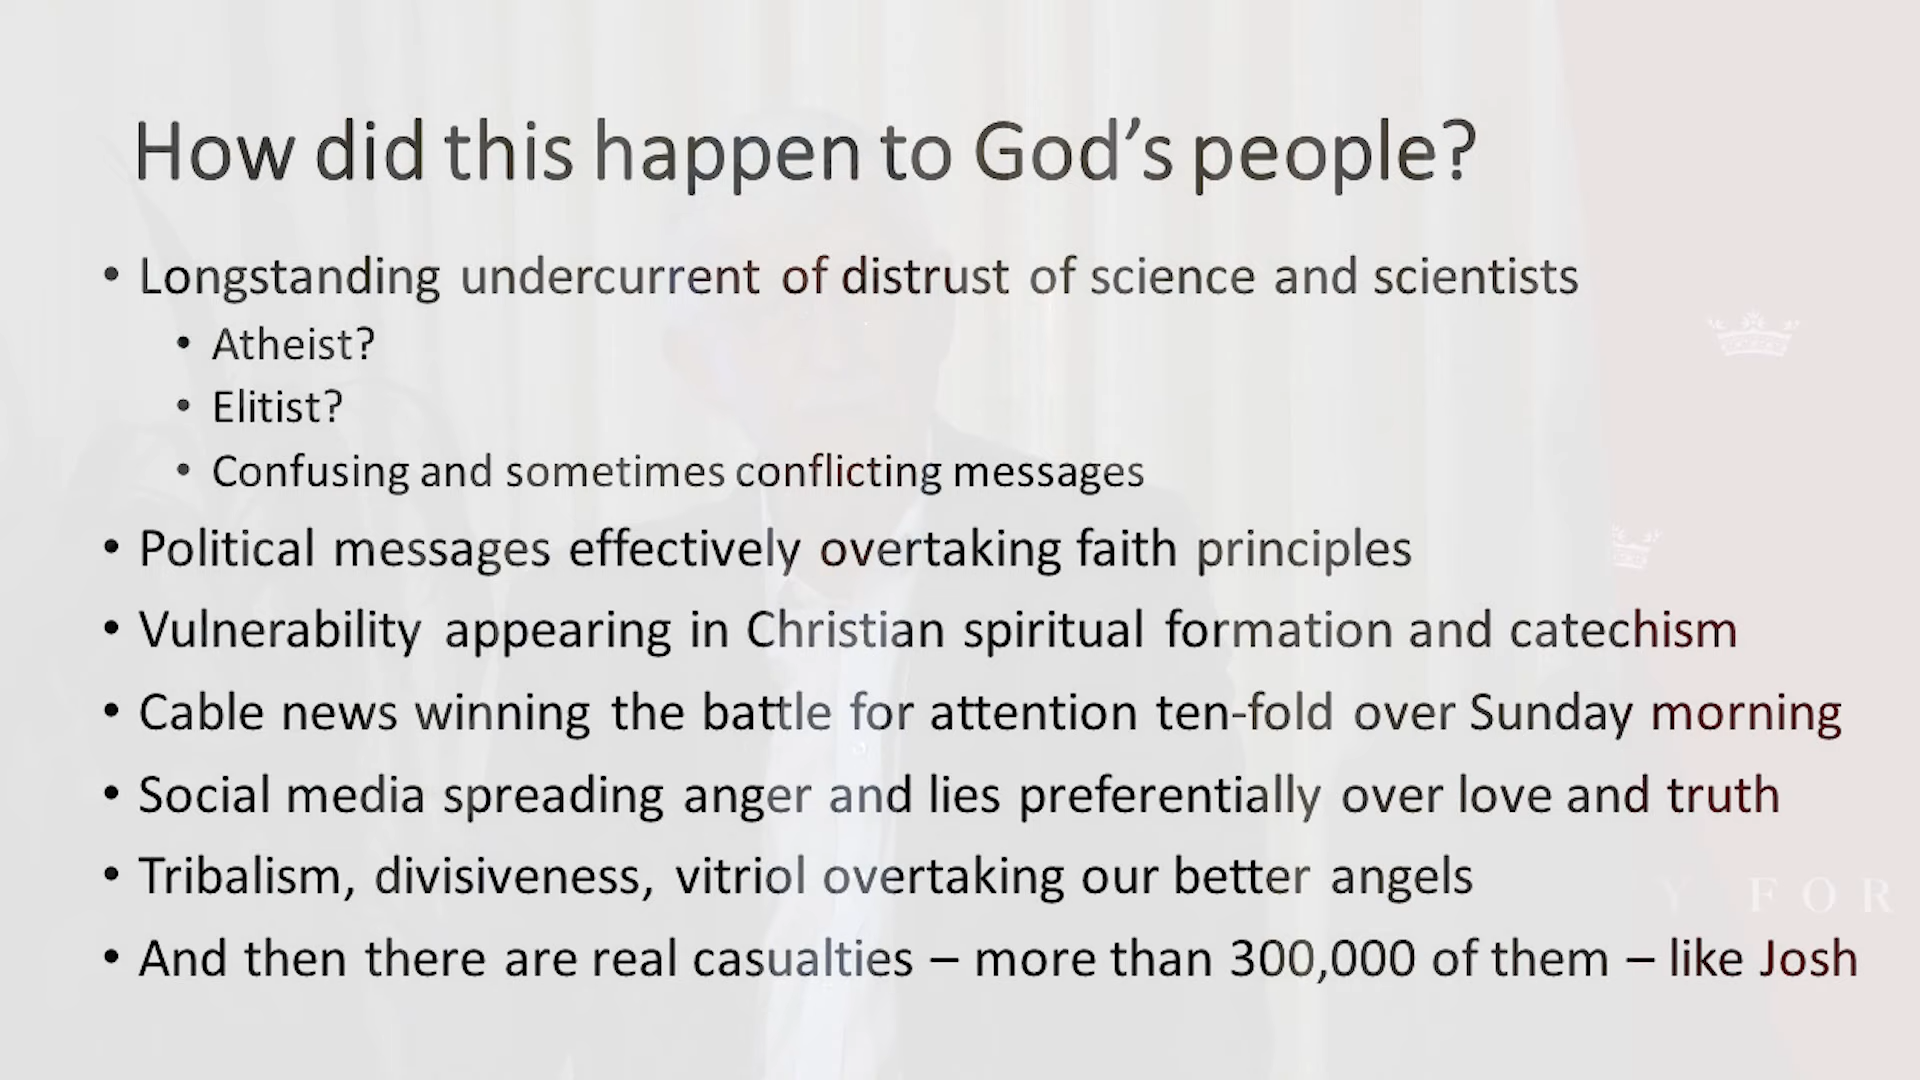 How did this happen to God’s people?
• Longstanding undercurrent of distrust of science and scientists
• Atheist?
• Elitist?
• Confusing and sometimes conflicting messages
• Political messages effectively overtaking faith principles
• Vulnerability appearing in Christian spiritual formation and catechism
• Cable news winning the battle for attention ten-fold over Sunday morning
• Social media spreading anger and lies preferentially over love and truth
• Tribalism, divisiveness, vitriol overtaking our better angels
Y FOR
• And then there are real casualties – more than 300,000 of them – like Josh